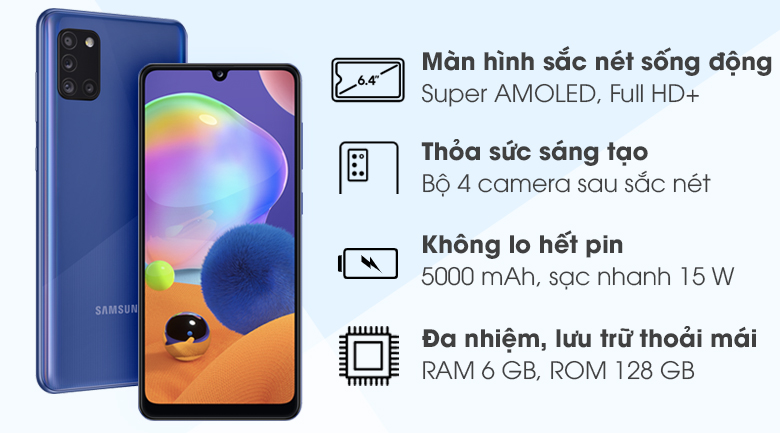 SAMSUN
6.4"
Màn hình sắc nét sống động
Super AMOLED, Full HD+
Thỏa sức sáng tạo
Bộ 4 camera sau sắc nét
Không lo hết pin
5000 mAh, sạc nhanh 15 W
Đa nhiệm, lưu trữ thoải mái
RAM 6 GB, ROM 128 GB